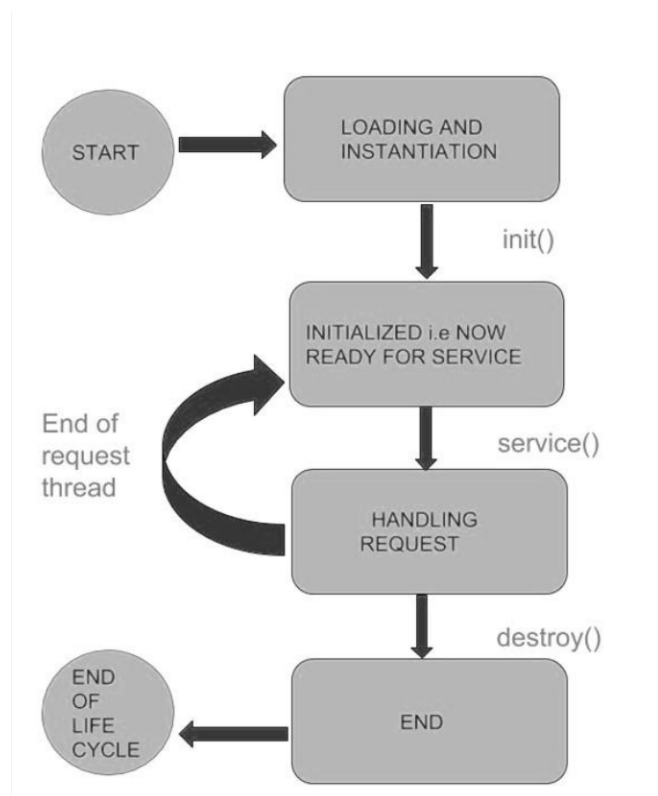 START
LOADING AND
INSTANTIATION
init()
INITIALIZED i.e NOW
READY FOR SERVICE
End of
request
thread
service()
HANDLING
REQUEST
destroy()
END
OF
LIFE
CYCLE
END